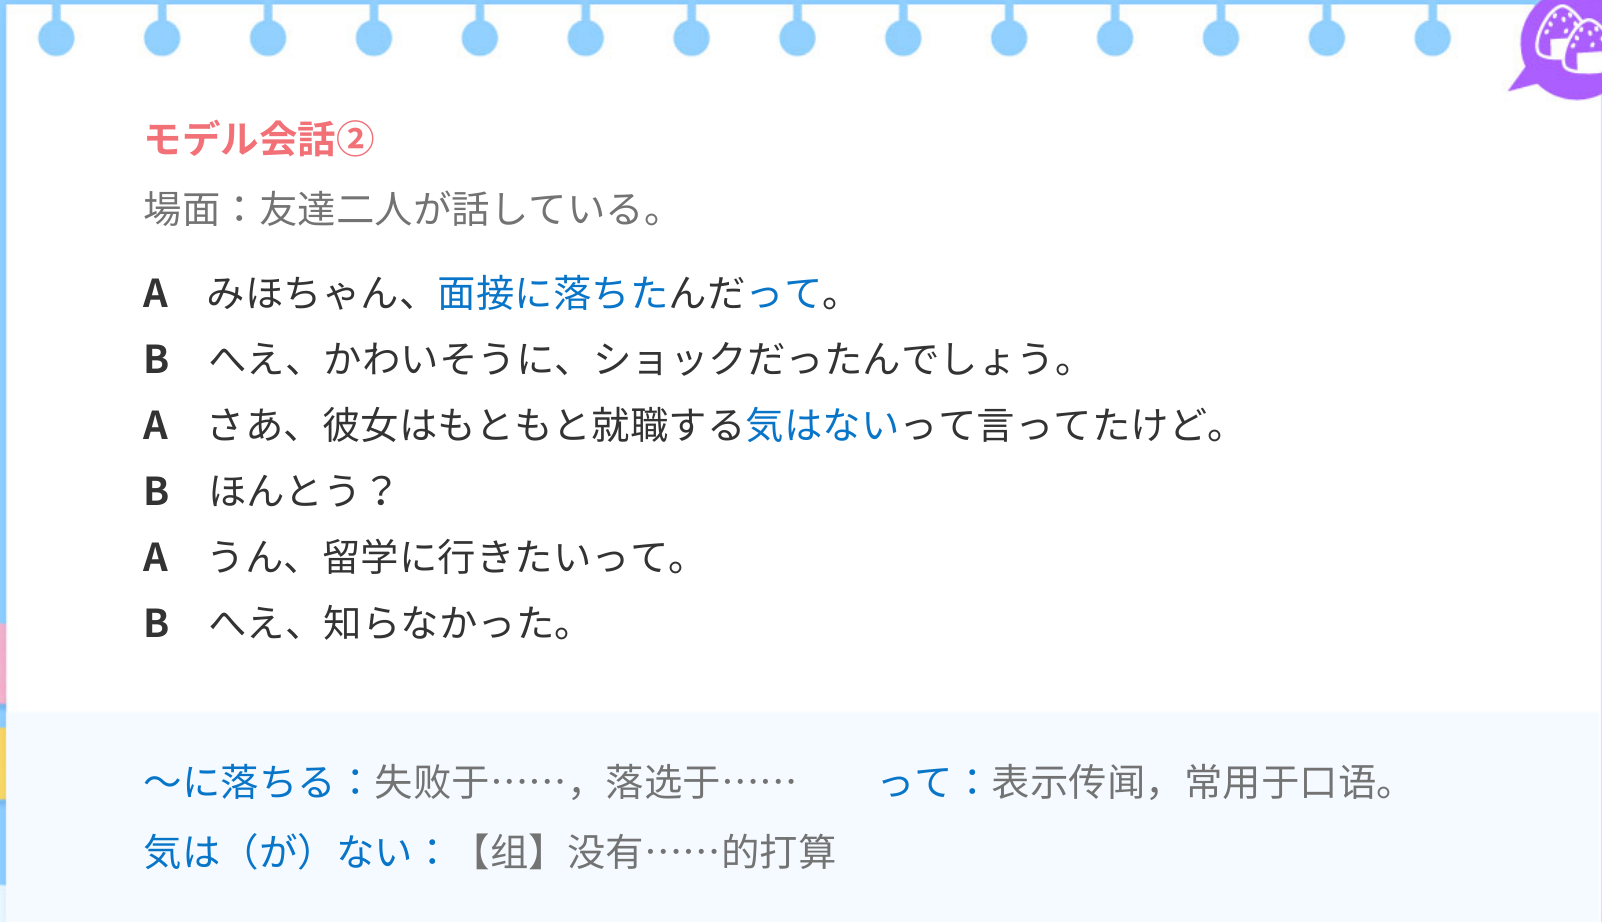 モデル会話②
場面：友達二人が話している。
A　みほちゃん、面接に落ちたんだって。
B　へえ、かわいそうに、ショックだったんでしょう。
A　さあ、彼女はもともと就職する気はないって言ってたけど。
B　ほんとう？
A　うん、留学に行きたいって。
B　へえ、知らなかった。
～に落ちる：失败于……，落选于……　　って：表示传闻，常用于口语。
気は（が）ない：【组】没有……的打算